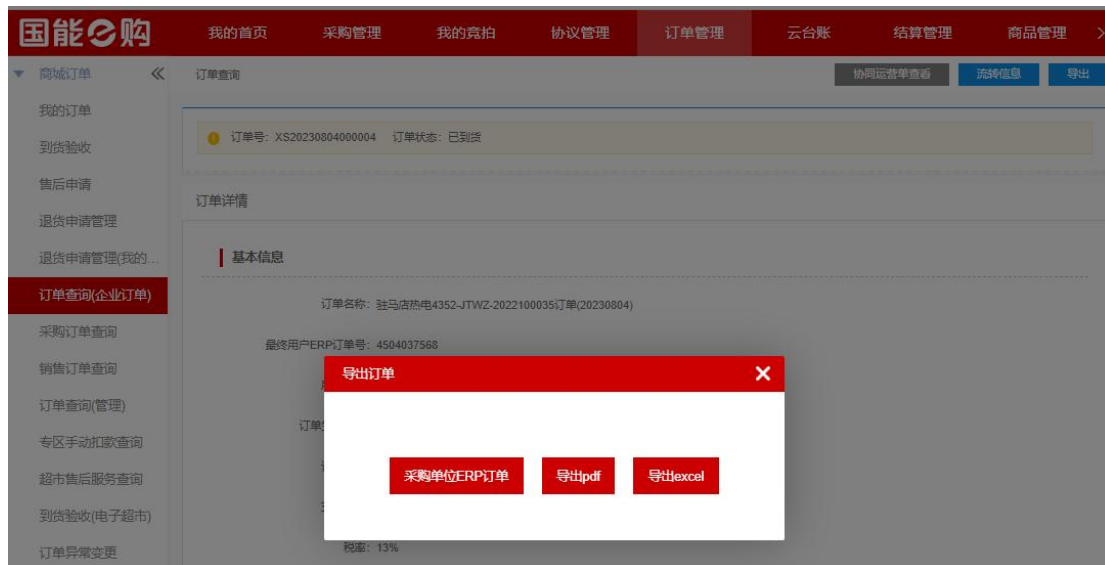 国能e购
我的首页 采购管理 我的竞拍 协议管理 订单管理 云台账 结算管理 商品管理
商城订单
订单查询 协同运营单查看 流转信息 导出
我的订单
到货验收
订单号：XS20230804000004 订单状态：已到货
售后申请
订单详情
退货申请管理
退货申请管理(我的...
基本信息
订单查询(企业订单)
订单名称：驻马店热电4352-JTWZ-2022100035订单(20230804)
采购订单查询
最终用户ERP订单号：4504037568
销售订单查询
导出订单
订单查询(管理)
订单
专区手动扣款查询
超市售后服务查询
采购单位ERP订单 导出pdf 导出excel
到货验收(电子超市)
税率：13%
订单异常变更